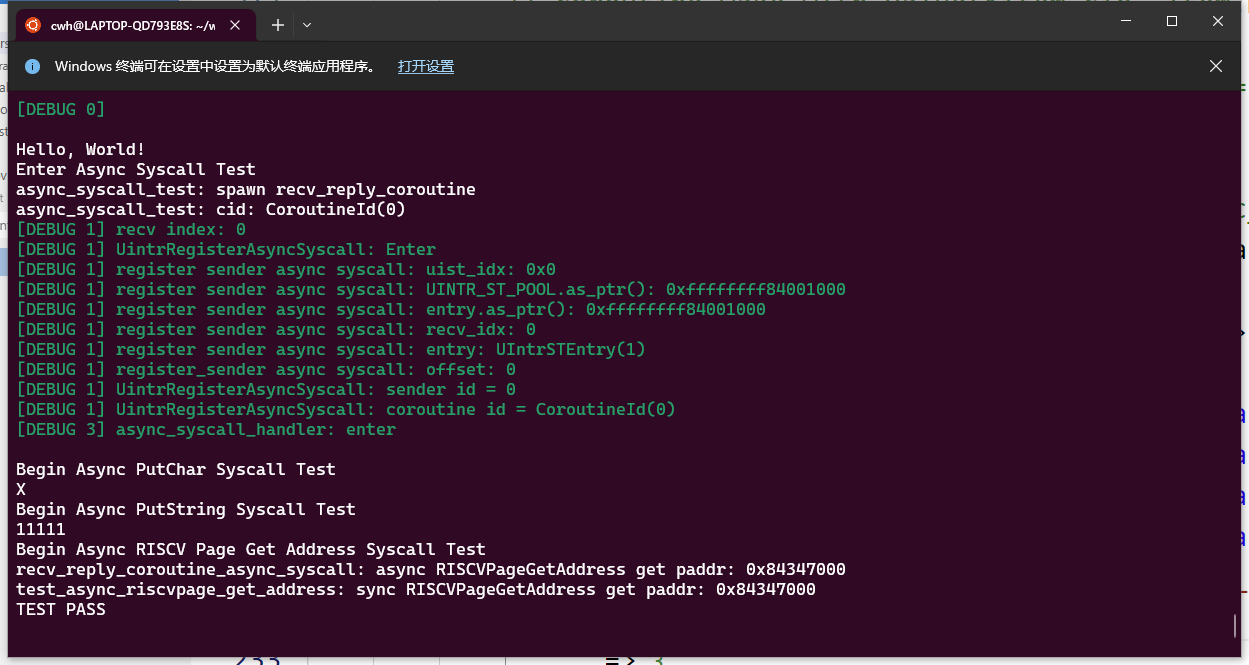 cwh@LAPTOP-QD793E8S: ~/w
Windows 终端可在设置中设置为默认终端应用程序。 打开设置
[DEBUG 0]
Hello, World!
Enter Async Syscall Test
async_syscall_test: spawn recv_reply_coroutine
async_syscall_test: cid: CoroutineId(0)
[DEBUG 1] recv index: 0
[DEBUG 1] UintrRegisterAsyncSyscall: Enter
[DEBUG 1] register sender async syscall: uist_idx: 0x0
[DEBUG 1] register sender async syscall: UINTR_ST_POOL.as_ptr(): 0xffffffff84001000
[DEBUG 1] register sender async syscall: entry.as_ptr(): 0xffffffff84001000
[DEBUG 1] register sender async syscall: recv_idx: 0
[DEBUG 1] register sender async syscall: entry: UIntrSTEntry(1)
[DEBUG 1] register_sender async syscall: offset: 0
[DEBUG 1] UintrRegisterAsyncSyscall: sender id = 0
[DEBUG 1] UintrRegisterAsyncSyscall: coroutine id = CoroutineId(0)
[DEBUG 3] async_syscall_handler: enter
Begin Async PutChar Syscall Test
X
Begin Async PutString Syscall Test
11111
Begin Async RISCV Page Get Address Syscall Test
recv_reply_coroutine_async_syscall: async RISCVPageGetAddress get paddr: 0x84347000
test_async_riscvpage_get_address: sync RISCVPageGetAddress get paddr: 0x84347000
TEST PASS